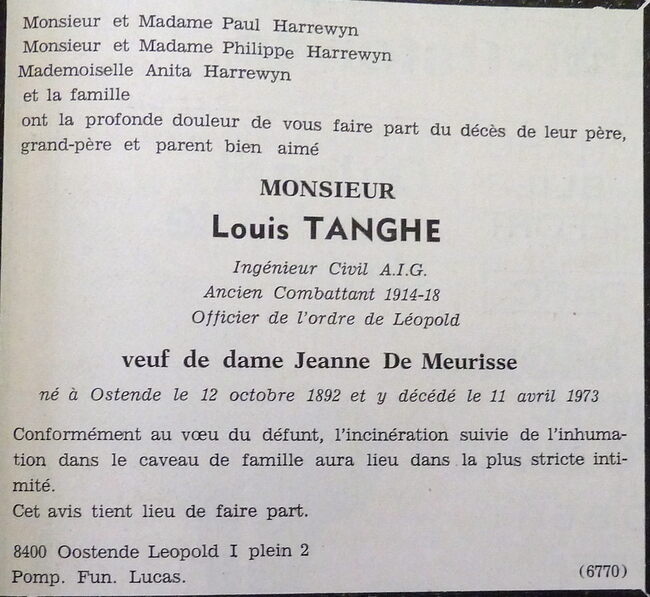 Monsieur et Madame Paul Harrewyn
Monsieur et Madame Philippe Harrewyn
Mademoiselle Anita Harrewyn
et la famille
ont la profonde douleur de vous faire part du décès de leur père,
grand-père et parent bien aimé
MONSIEUR
Louis TANGHE
Ingénieur Civil A.I.G.
Ancien Combattant 1914-18
Officier de l'ordre de Léopold
veuf de dame Jeanne De Meurisse
né à Ostende le 12 octobre 1892 et y décédé le 11 avril 1973
Conformément au vœu du défunt, l'incinération suivie de l'inhuma-
tion dans le caveau de famille aura lieu dans la plus stricte inti-
mité.
Cet avis tient lieu de faire part.
8400 Oostende Leopold I plein 2
Pomp. Fun. Lucas.
(6770)